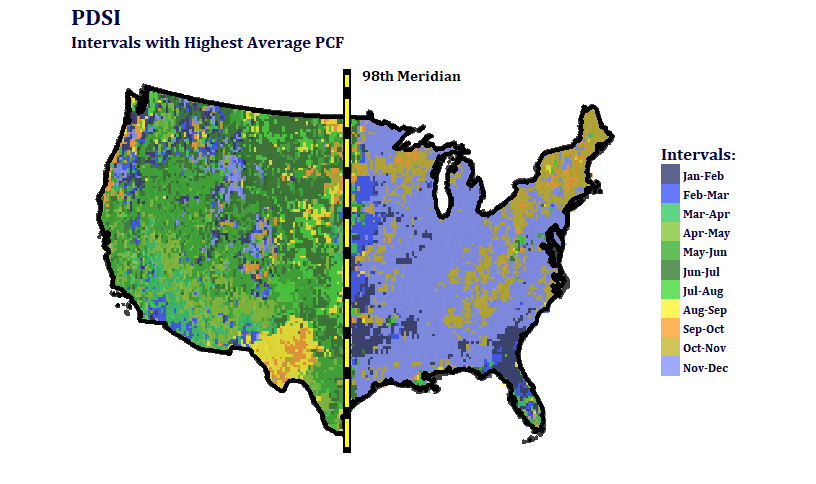 PDSI
Intervals with Highest Average PCF
98th Meridian
Intervals:
Jan-Feb
Feb-Mar
Mar-Apr
Apr-May
May-Jun
Jun-Jul
Jul-Aug
Aug-Sep
Sep-Oct
Oct-Nov
Nov-Dec